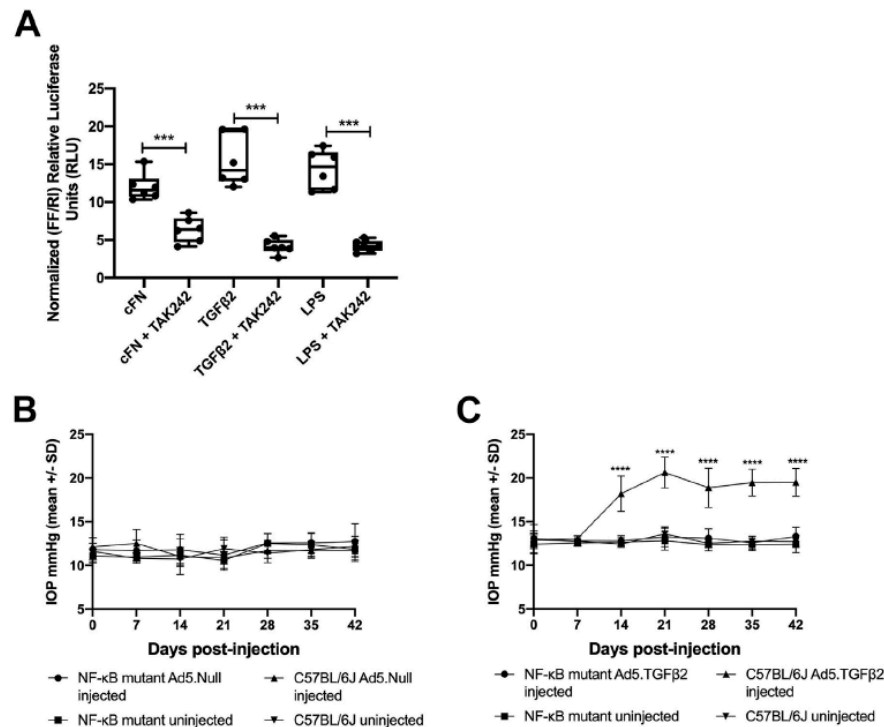 A
Normalized (FF/Rl) Relative Luciferase
Units (RLU)
25
20
15
10
5
0
***
***
***
cFN
cFN + TAK242
TGFβ2
TGFβ2 + TAK242
LPS
LPS + TAK242
B
IOP mmHg (mean +/- SD)
25
20
15
10
5
0
7
14
21
28
35
42
Days post-injection
NF-κB mutant Ad5.Null
injected
C57BL/6J Ad5.Null
injected
NF-κB mutant uninjected
C57BL/6J uninjected
C
IOP mmHg (mean +/- SD)
25
20
15
10
5
****
****
****
****
****
0
7
14
21
28
35
42
Days post-injection
NF-κB mutant Ad5.TGFβ2
injected
C57BL/6J Ad5.TGFβ2
injected
NF-κB mutant uninjected
C57BL/6J uninjected